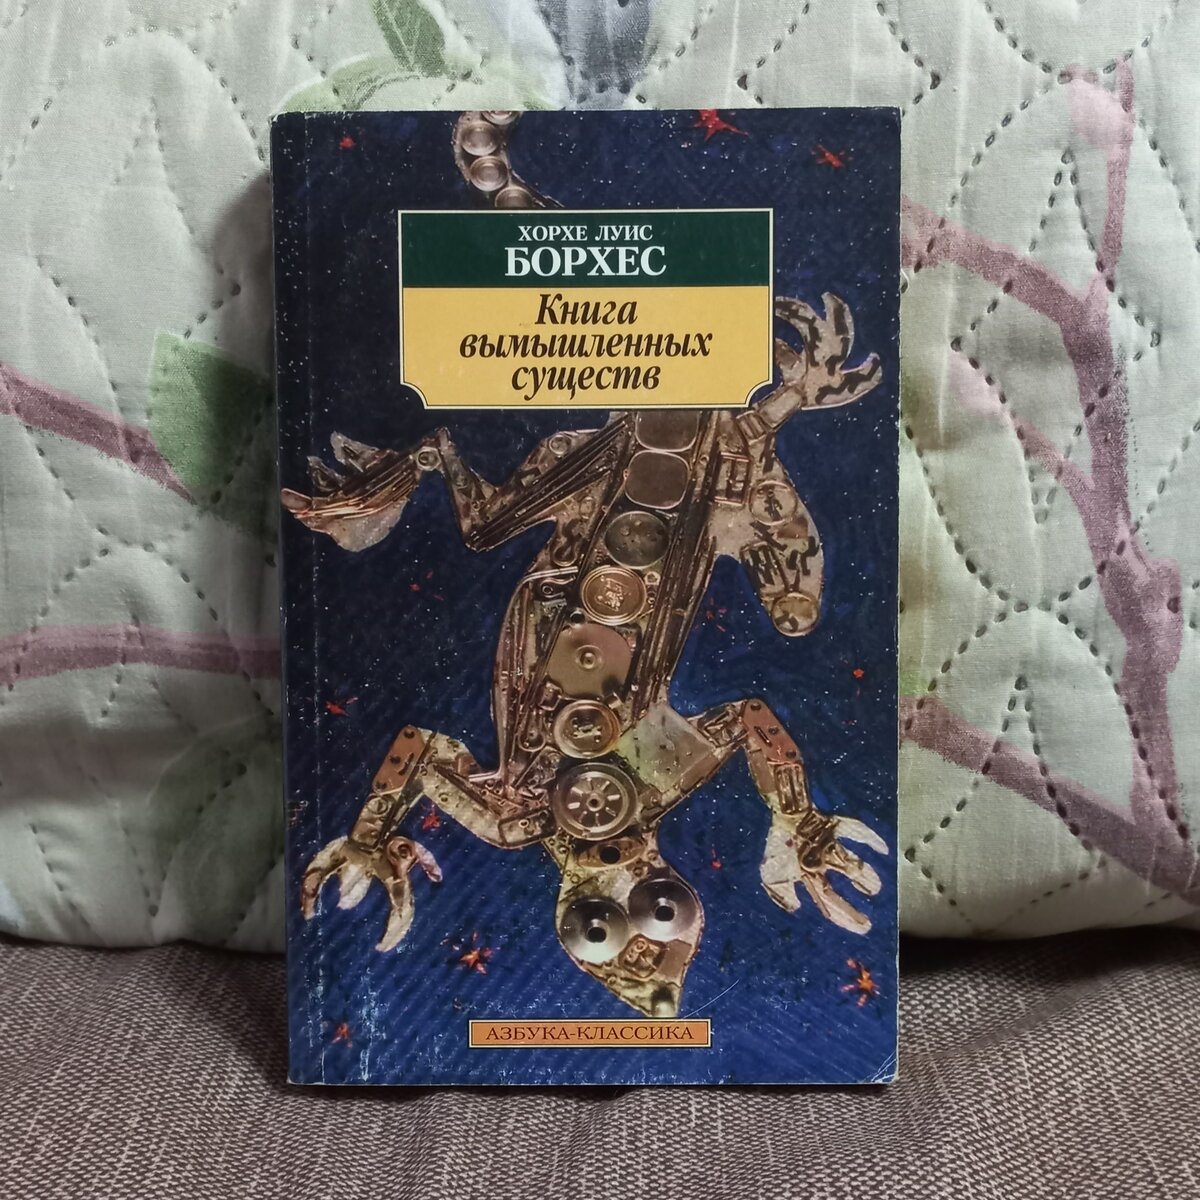 ХОРХЕ ЛУИС
БОРХЕС
Книга
вымышленных
существ
АЗБУКА-КЛАССИКА